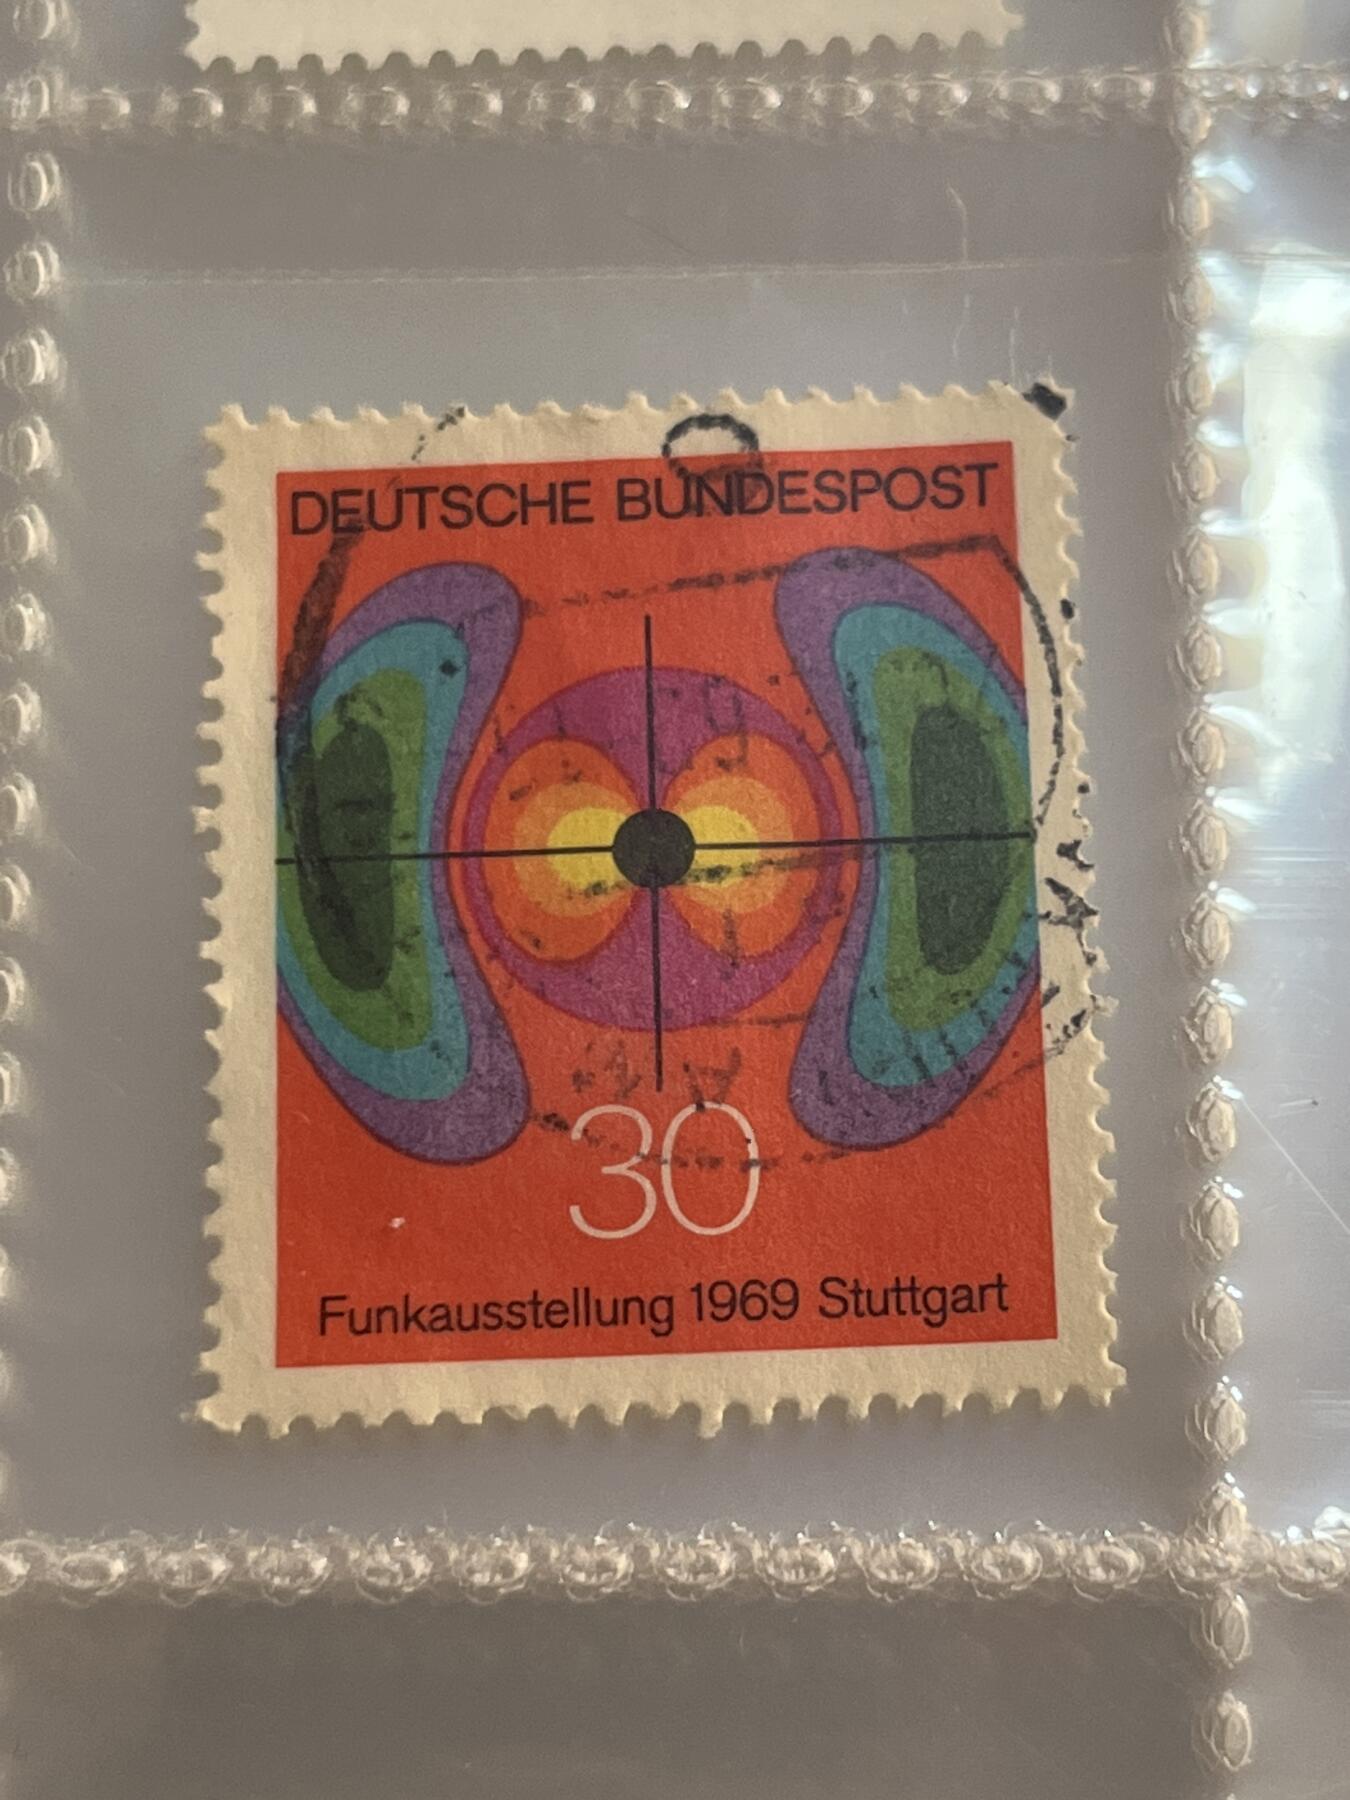 DEUTSCHE BUNDESPOST
30
Funkausstellung 1969 Stuttgart